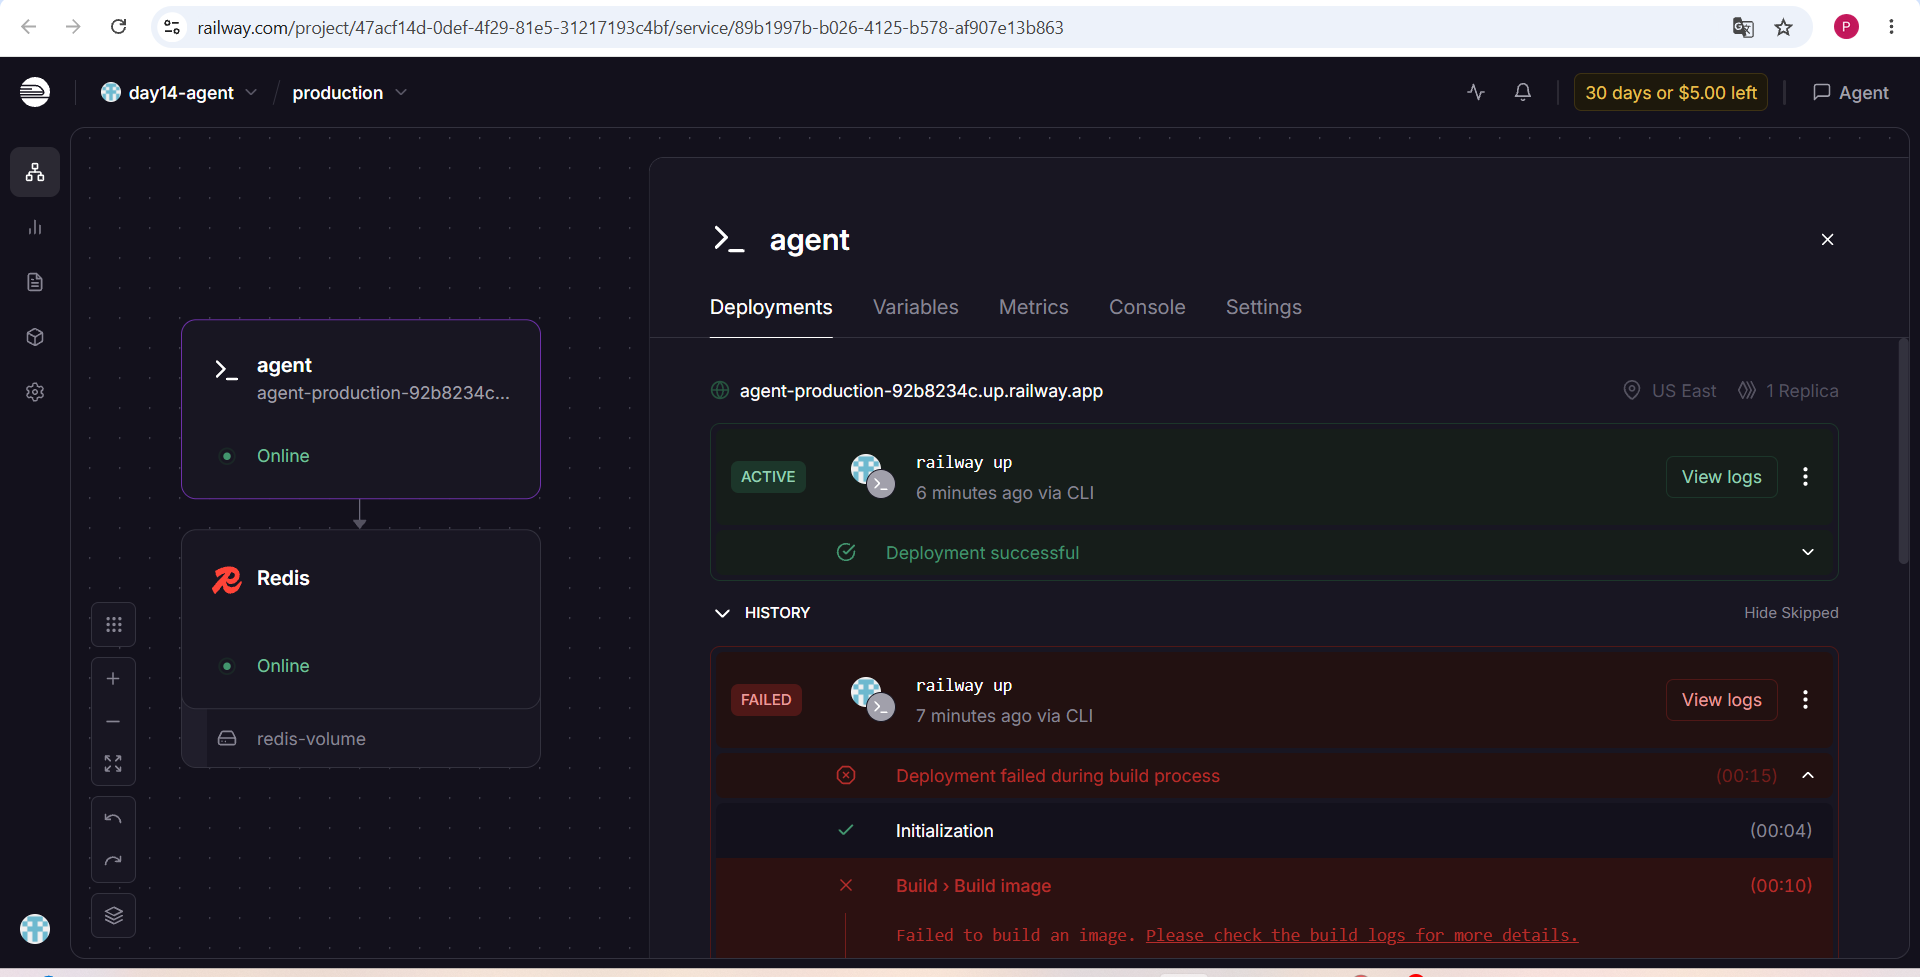 railway.com/project/47acf14d-0def-4f29-81e5-31217193c4bf/service/89b1997b-b026-4125-b578-af907e13b863
P
day14-agent
production
30 days or $5.00 left
Agent
agent
Deployments
Variables
Metrics
Console
Settings
agent
agent-production-92b8234c...
Online
Redis
Online
redis-volume
agent-production-92b8234c.up.railway.app
US East
1 Replica
ACTIVE
railway up
6 minutes ago via CLI
View logs
Deployment successful
HISTORY
Hide Skipped
FAILED
railway up
7 minutes ago via CLI
View logs
Deployment failed during build process
(00:15)
Initialization
(00:04)
Build › Build image
(00:10)
Failed to build an image. Please check the build logs for more details.